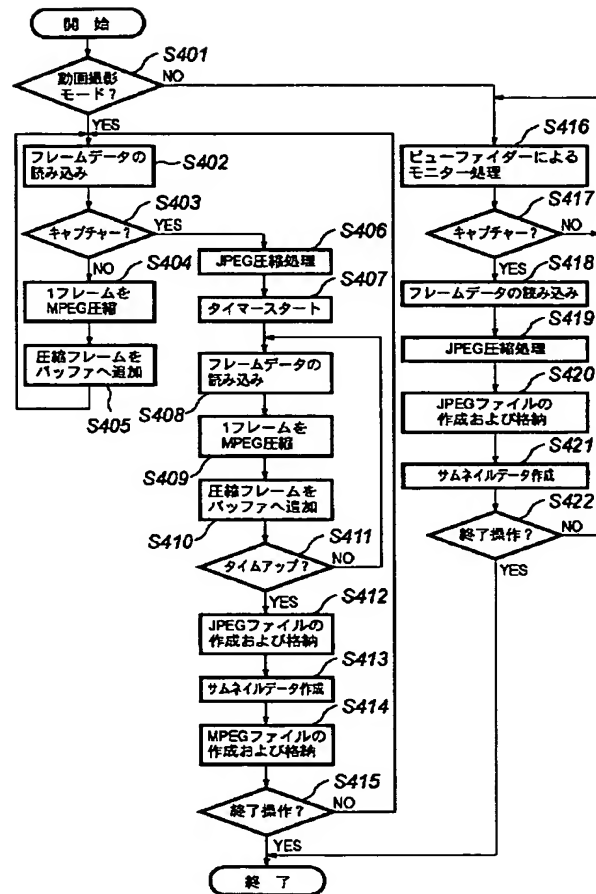 開 始
S401
動画撮影
モード？
NO
YES
フレームデータの
読み込み
S402
S403
キャプチャー？
YES
NO
S404
1フレームを
MPEG圧縮
圧縮フレームを
バッファへ追加
S405
S406
JPEG圧縮処理
S407
タイマースタート
フレームデータの
読み込み
S408
1フレームを
MPEG圧縮
S409
圧縮フレームを
バッファへ追加
S410
S411
タイムアップ？
NO
YES
S412
JPEGファイルの
作成および格納
S413
サムネイルデータ作成
S414
MPEGファイルの
作成および格納
S415
終了操作？
NO
YES
終 了
S416
ビューファイダーによる
モニター処理
S417
キャプチャー？
NO
YES
S418
フレームデータの読み込み
S419
JPEG圧縮処理
S420
JPEGファイルの
作成および格納
S421
サムネイルデータ作成
S422
終了操作？
NO
YES